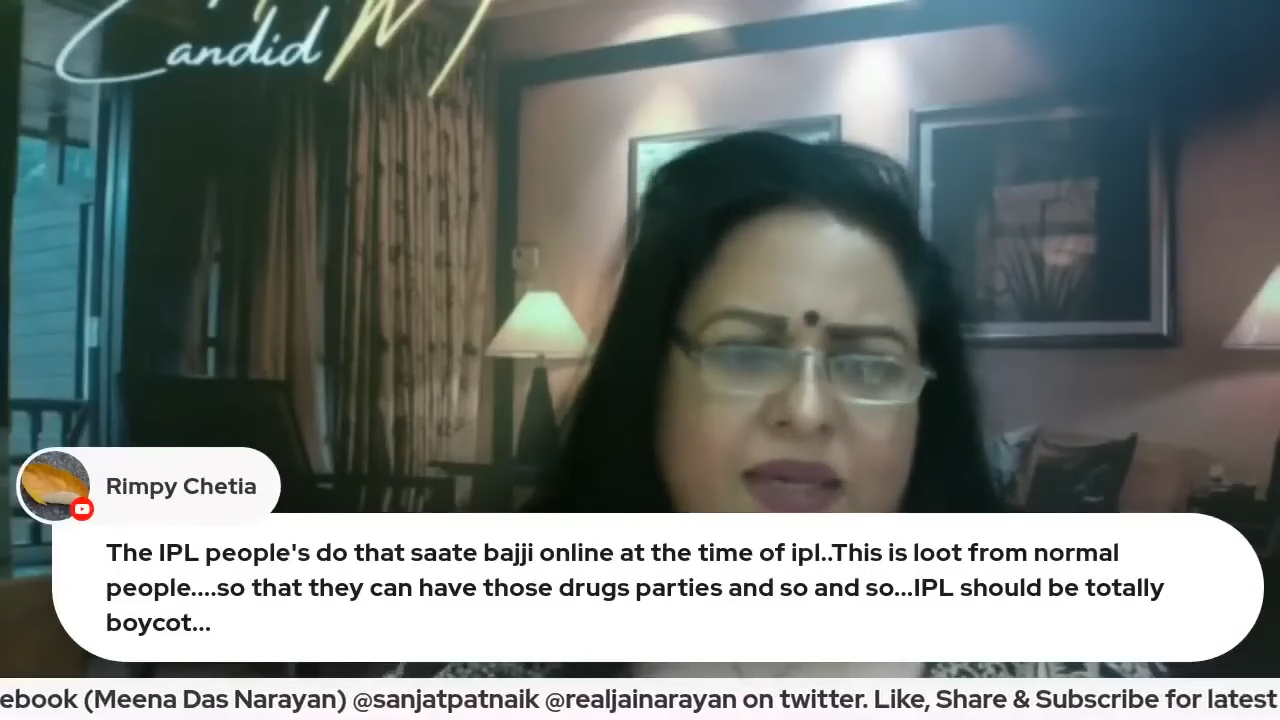 Candid M
Rimpy Chetia
The IPL people's do that saate bajji online at the time of ipl..This is loot from normal
people....so that they can have those drugs parties and so and so...IPL should be totally
boycot...
ebook (Meena Das Narayan) @sanjatpatnaik @realjainarayan on twitter. Like, Share & Subscribe for latest